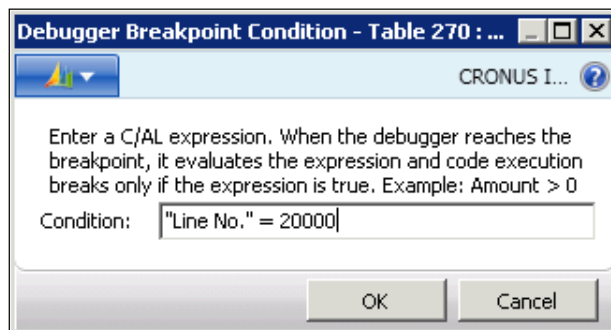 Debugger Breakpoint Condition - Table 270 : ...
CRONUS I...
Enter a C/AL expression. When the debugger reaches the
breakpoint, it evaluates the expression and code execution
breaks only if the expression is true. Example: Amount > 0
Condition: "Line No." = 20000
OK Cancel